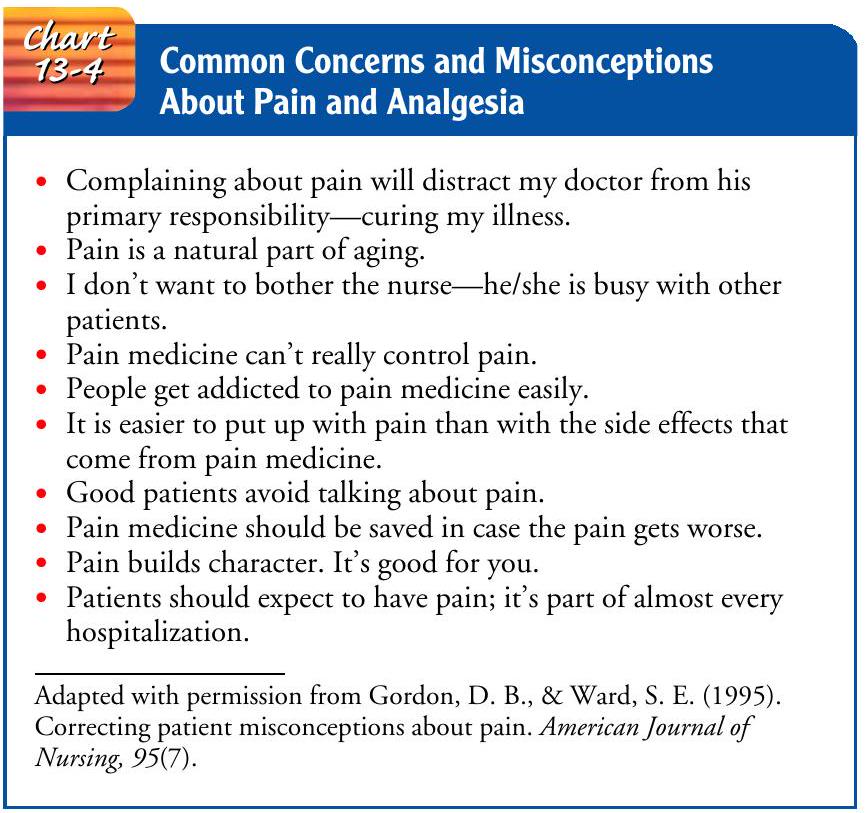 Chart
13-4
Common Concerns and Misconceptions
About Pain and Analgesia
• Complaining about pain will distract my doctor from his
primary responsibility—curing my illness.
• Pain is a natural part of aging.
• I don’t want to bother the nurse—he/she is busy with other
patients.
• Pain medicine can’t really control pain.
• People get addicted to pain medicine easily.
• It is easier to put up with pain than with the side effects that
come from pain medicine.
• Good patients avoid talking about pain.
• Pain medicine should be saved in case the pain gets worse.
• Pain builds character. It’s good for you.
• Patients should expect to have pain; it’s part of almost every
hospitalization.
Adapted with permission from Gordon, D. B., & Ward, S. E. (1995).
Correcting patient misconceptions about pain. American Journal of
Nursing, 95(7).